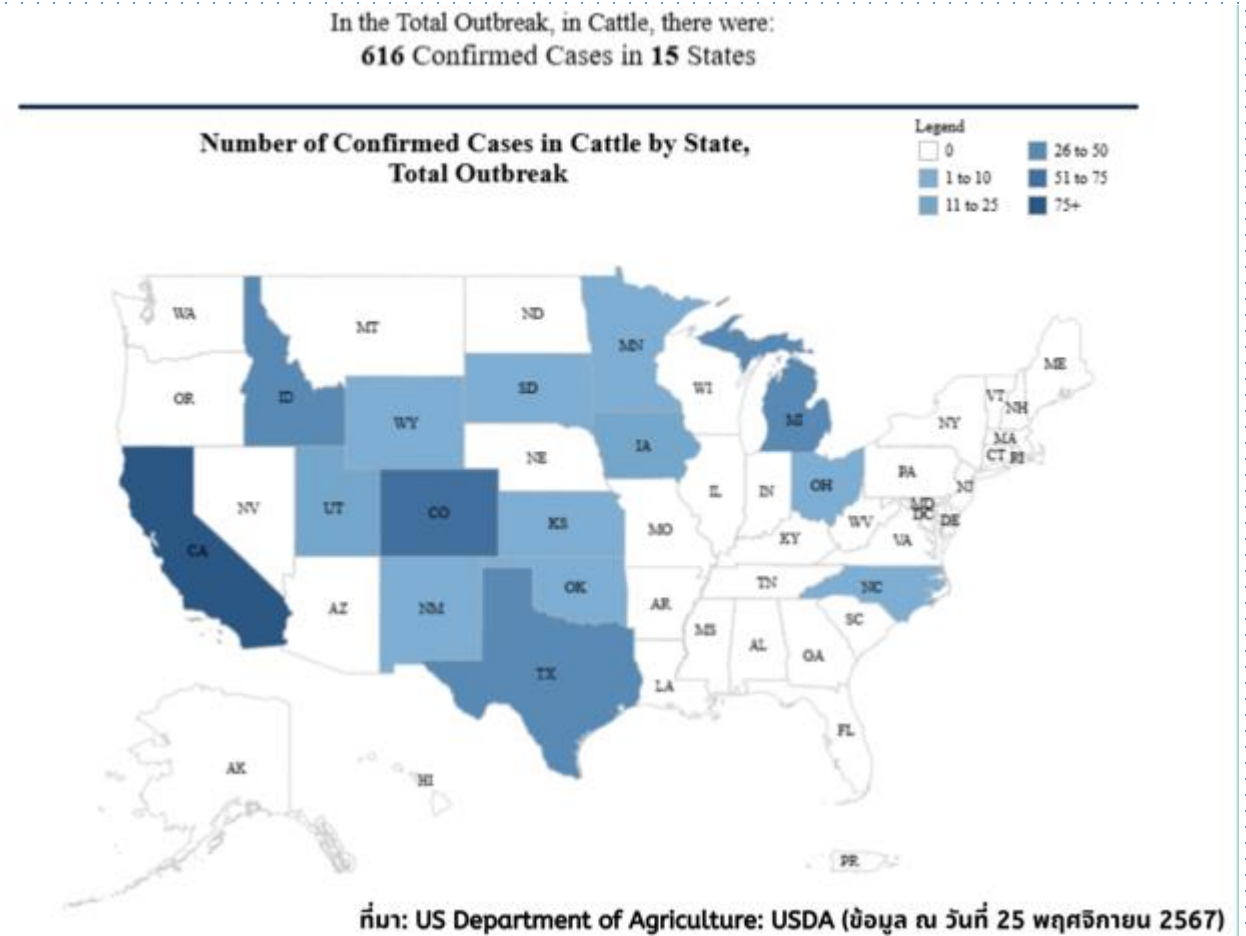 In the Total Outbreak, in Cattle, there were:
616 Confirmed Cases in 15 States
Number of Confirmed Cases in Cattle by State,
Total Outbreak
Legend
0
26 to 50
1 to 10
51 to 75
11 to 25
75+
WA
MT
ND
MN
ME
OR
ID
SD
WI
MI
VT
NH
NY
WY
IA
MA
CT
RI
NE
PA
NV
UT
CO
IL
IN
OH
NJ
MD
DC
DE
WV
VA
KS
MO
KY
CA
AZ
NM
OK
AR
TN
NC
SC
MS
AL
GA
TX
LA
FL
AK
HI
PR
ที่มา: US Department of Agriculture: USDA (ข้อมูล ณ วันที่ 25 พฤศจิกายน 2567)